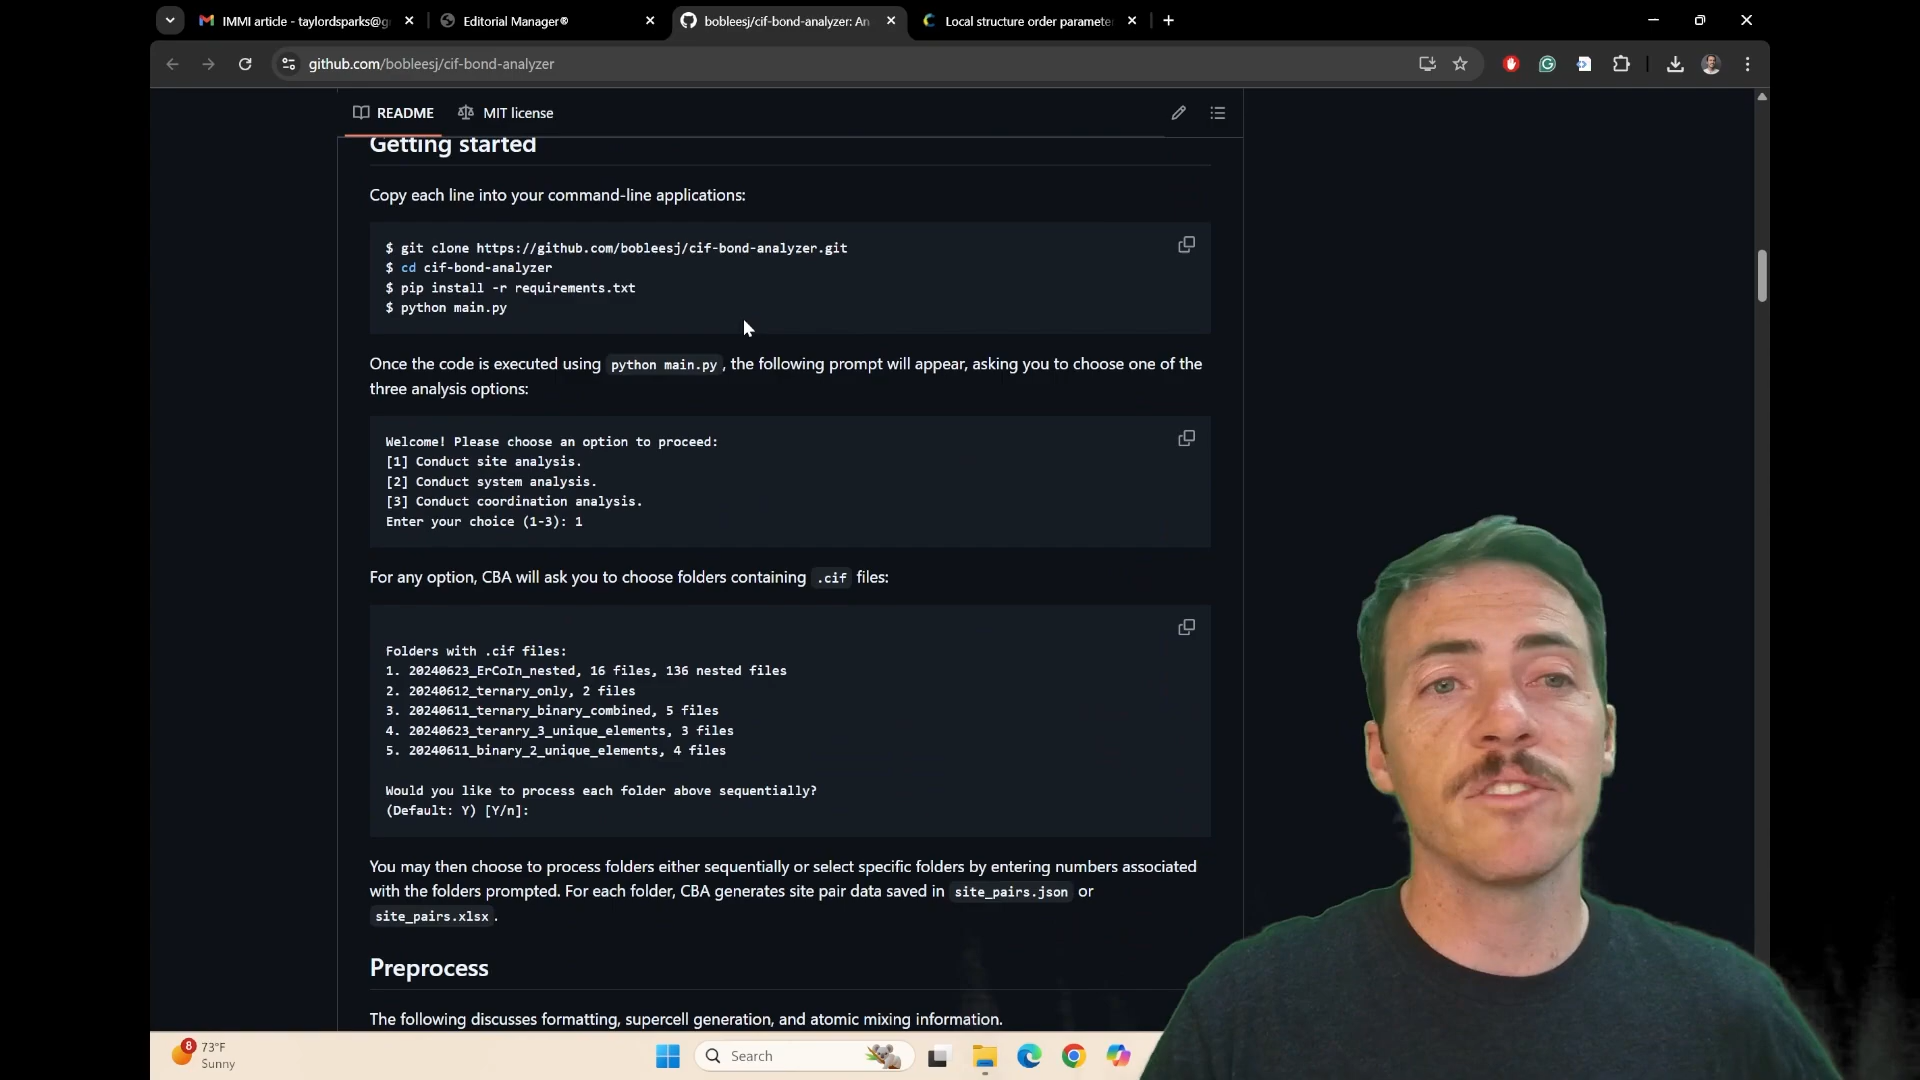 IMMI article - taylordsparks@g
Editorial Manager®
bobleesj/cif-bond-analyzer: An
Local structure order paramete
github.com/bobleesj/cif-bond-analyzer
README
MIT license
Getting started
Copy each line into your command-line applications:
$ git clone https://github.com/bobleesj/cif-bond-analyzer.git
$ cd cif-bond-analyzer
$ pip install -r requirements.txt
$ python main.py
Once the code is executed using python main.py, the following prompt will appear, asking you to choose one of the
three analysis options:
Welcome! Please choose an option to proceed:
[1] Conduct site analysis.
[2] Conduct system analysis.
[3] Conduct coordination analysis.
Enter your choice (1-3): 1
For any option, CBA will ask you to choose folders containing .cif files:
Folders with .cif files:
1. 20240623_ErCoIn_nested, 16 files, 136 nested files
2. 20240612_ternary_only, 2 files
3. 20240611_ternary_binary_combined, 5 files
4. 20240623_teranry_3_unique_elements, 3 files
5. 20240611_binary_2_unique_elements, 4 files
Would you like to process each folder above sequentially?
(Default: Y) [Y/n]:
You may then choose to process folders either sequentially or select specific folders by entering numbers associated
with the folders prompted. For each folder, CBA generates site pair data saved in site_pairs.json or
site_pairs.xlsx.
Preprocess
The following discusses formatting, supercell generation, and atomic mixing information.
8
73°F
Sunny
Search